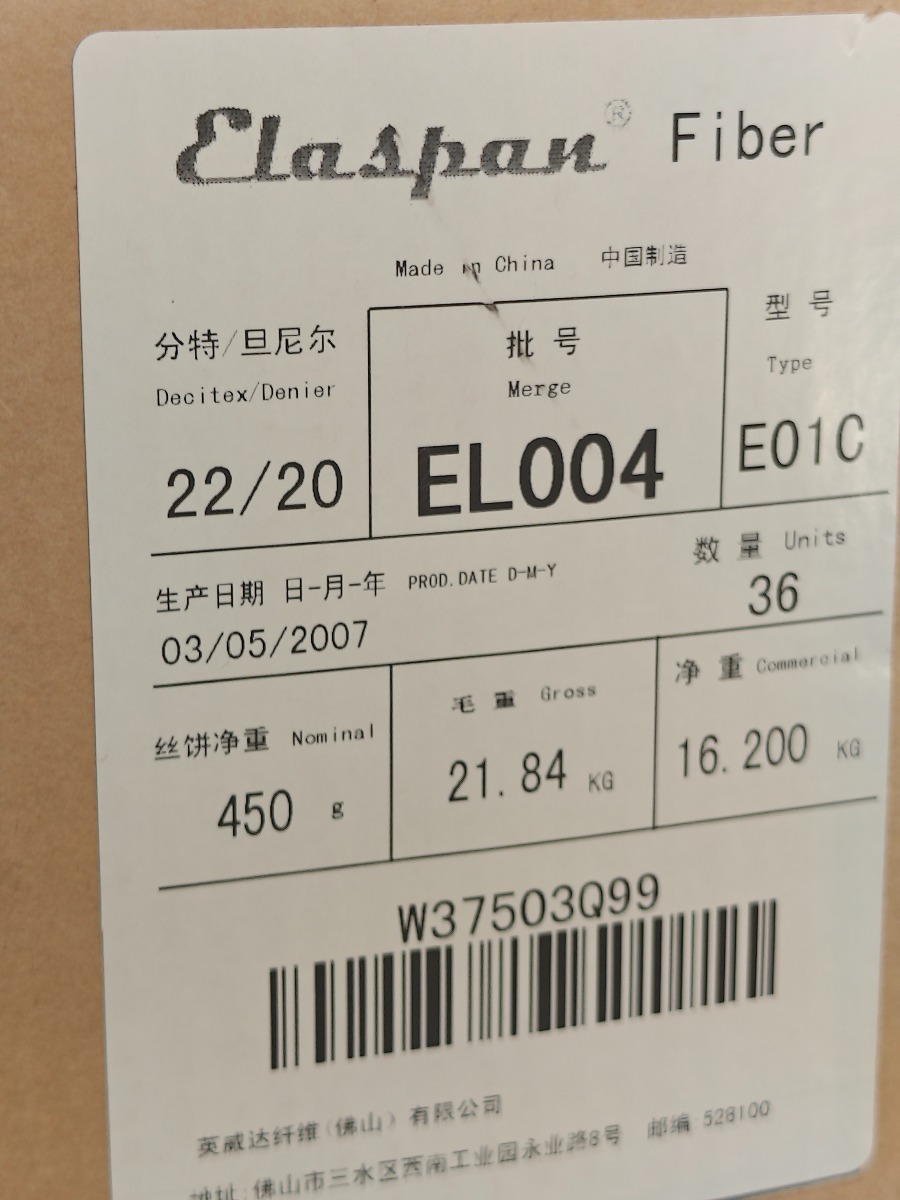 Elaspan® Fiber
Made in China 中国制造
分特/旦尼尔
Decitex/Denier
22/20
批 号
Merge
EL004
型 号
Type
E01C
生产日期 日-月-年 PROD.DATE D-M-Y
03/05/2007
数 量 Units
36
丝饼净重 Nominal
450 g
毛 重 Gross
21.84 KG
净 重 Commercial
16.200 KG
W37503Q99
英威达纤维(佛山)有限公司
地址:佛山市三水区西南工业园永业路8号 邮编:528100